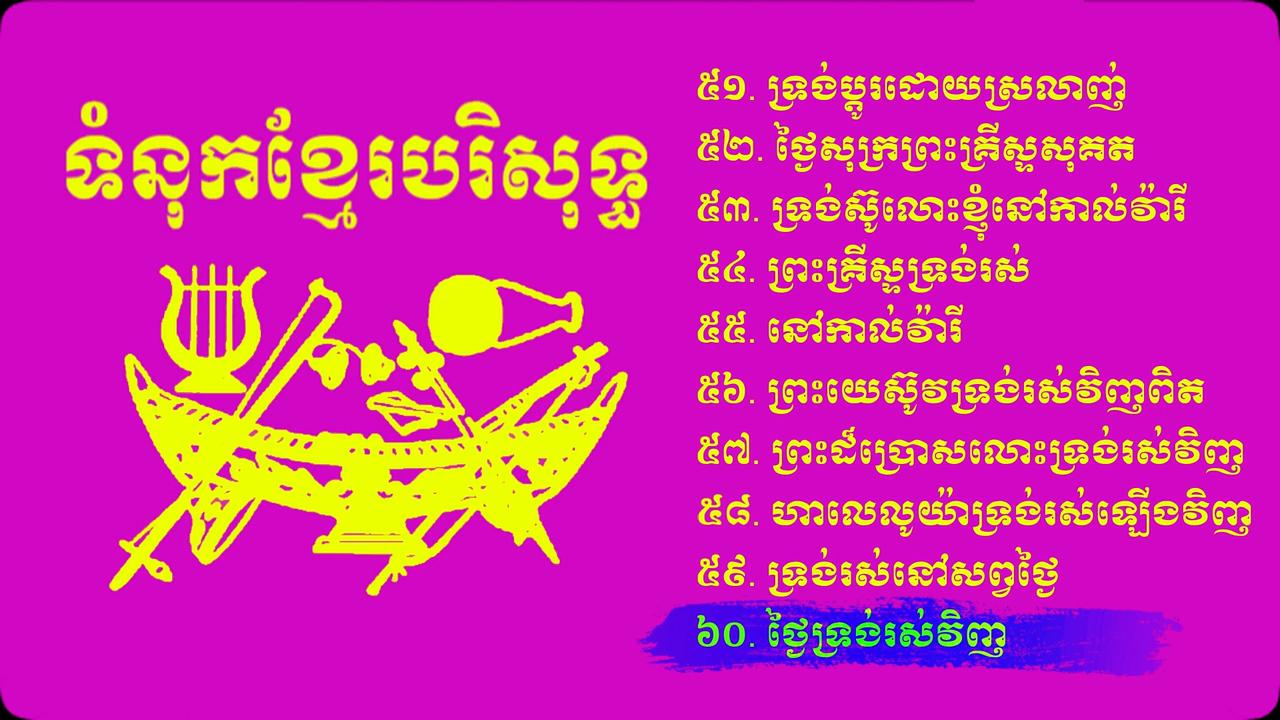 ទំនុកខ្មែរបរិសុទ្ធ
៥១. ទ្រង់ប្តូរដោយស្រលាញ់
៥២. ថ្ងៃសុក្រព្រះគ្រីស្ទសុគត
៥៣. ទ្រង់ស៊ូលោះខ្ញុំនៅកាល់វ៉ារី
៥៤. ព្រះគ្រីស្ទទ្រង់រស់
៥៥. នៅកាល់វ៉ារី
៥៦. ព្រះយេស៊ូវទ្រង់រស់វិញពិត
៥៧. ព្រះដ៏ប្រោសលោះទ្រង់រស់វិញ
៥៨. ហាលេលូយ៉ាទ្រង់រស់ឡើងវិញ
៥៩. ទ្រង់រស់នៅសព្វថ្ងៃ
៦០. ថ្ងៃទ្រង់រស់វិញ